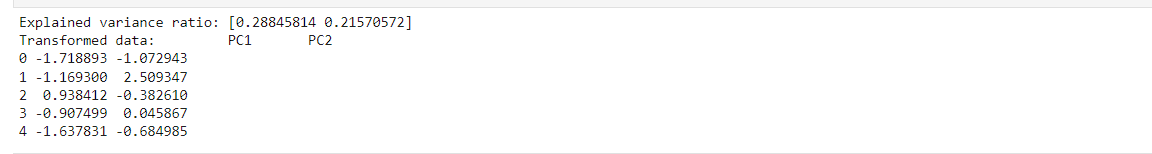 Explained variance ratio: [0.28845814 0.21570572]
Transformed data:         PC1       PC2
0 -1.718893 -1.072943
1 -1.169300  2.509347
2  0.938412 -0.382610
3 -0.907499  0.045867
4 -1.637831 -0.684985